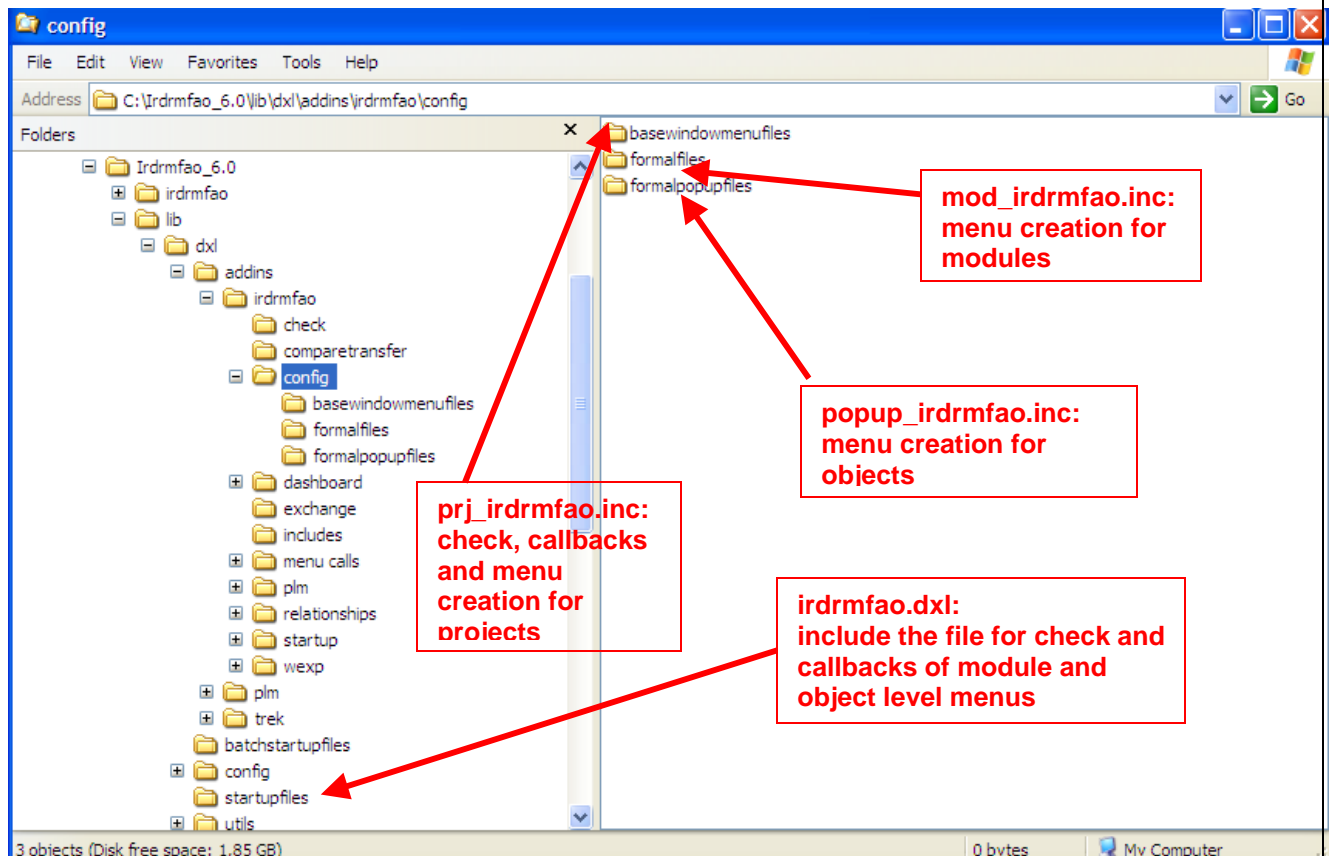 config
File Edit View Favorites Tools Help
Address C:\Irdrmfao_6.0\lib\dxl\addins\irdrmfao\config Go
Folders x
Irdrmfao_6.0
irdrmfao
lib
dxl
addins
irdrmfao
check
comparetransfer
config
basewindowmenufiles
formalfiles
formalpopupfiles
dashboard
exchange
includes
menu calls
plm
relationships
startup
wexp
plm
trek
batchstartupfiles
config
startupfiles
utils
basewindowmenufiles
formalfiles
formalpopupfiles
mod_irdrmfao.inc:
menu creation for
modules
popup_irdrmfao.inc:
menu creation for
objects
prj_irdrmfao.inc:
check, callbacks
and menu
creation for
projects
irdrmfao.dxl:
include the file for check and
callbacks of module and
object level menus
3 objects (Disk free space: 1.85 GB) 0 bytes My Computer